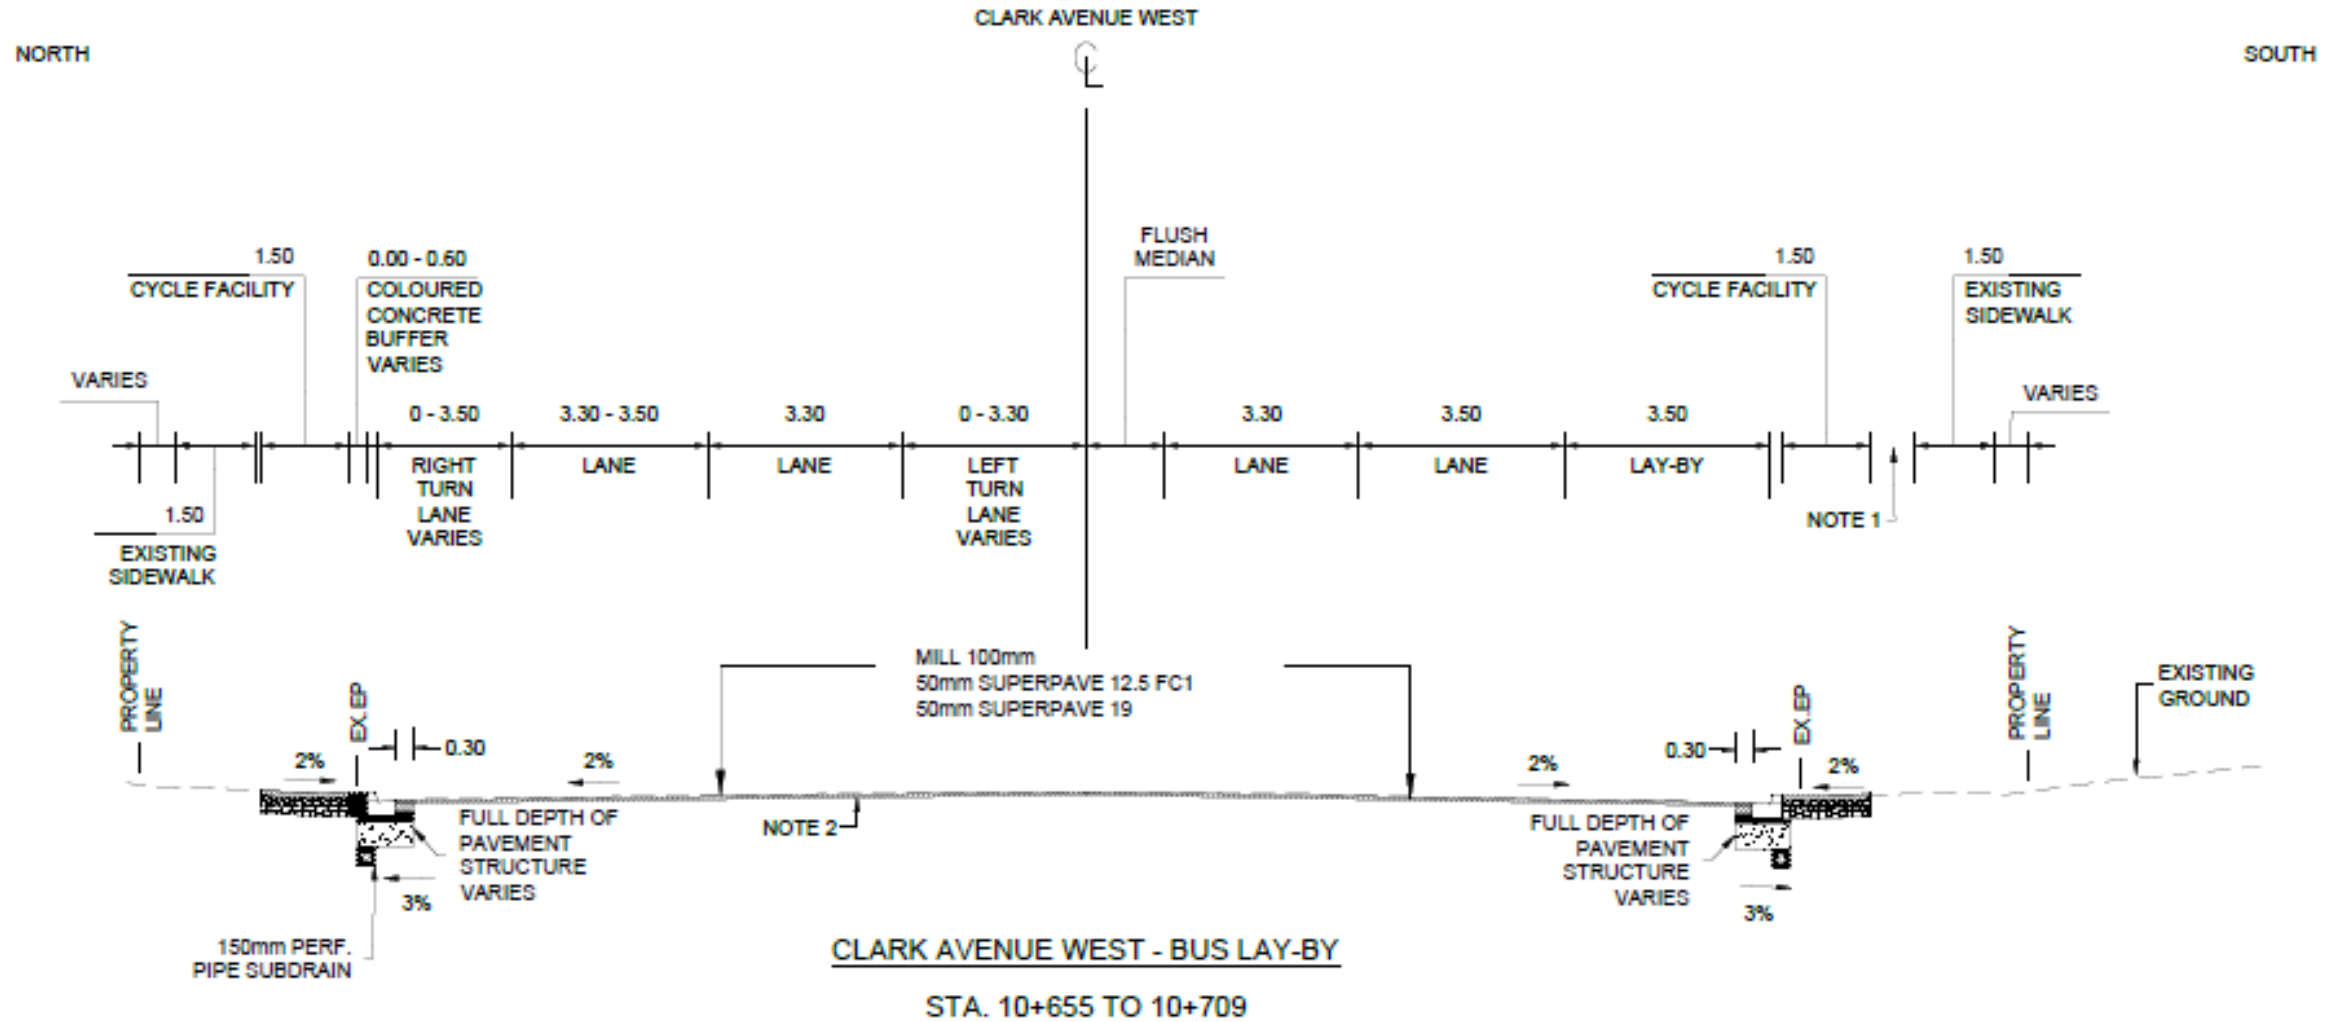 CLARK AVENUE WEST
NORTH
SOUTH
CL
1.50
CYCLE FACILITY
0.00 - 0.60
COLOURED
CONCRETE
BUFFER
VARIES
FLUSH
MEDIAN
1.50
CYCLE FACILITY
1.50
EXISTING
SIDEWALK
VARIES
VARIES
0 - 3.50
3.30 - 3.50
3.30
0 - 3.30
3.30
3.50
3.50
RIGHT
TURN
LANE
VARIES
LANE
LANE
LEFT
TURN
LANE
VARIES
LANE
LANE
LAY-BY
NOTE 1
1.50
EXISTING
SIDEWALK
PROPERTY
LINE
EX.EP
MILL 100mm
50mm SUPERPAVE 12.5 FC1
50mm SUPERPAVE 19
EX.EP
PROPERTY
LINE
EXISTING
GROUND
2%
0.30
2%
2%
0.30
2%
NOTE 2
FULL DEPTH OF
PAVEMENT
STRUCTURE
VARIES
FULL DEPTH OF
PAVEMENT
STRUCTURE
VARIES
3%
3%
150mm PERF.
PIPE SUBDRAIN
CLARK AVENUE WEST - BUS LAY-BY
STA. 10+655 TO 10+709